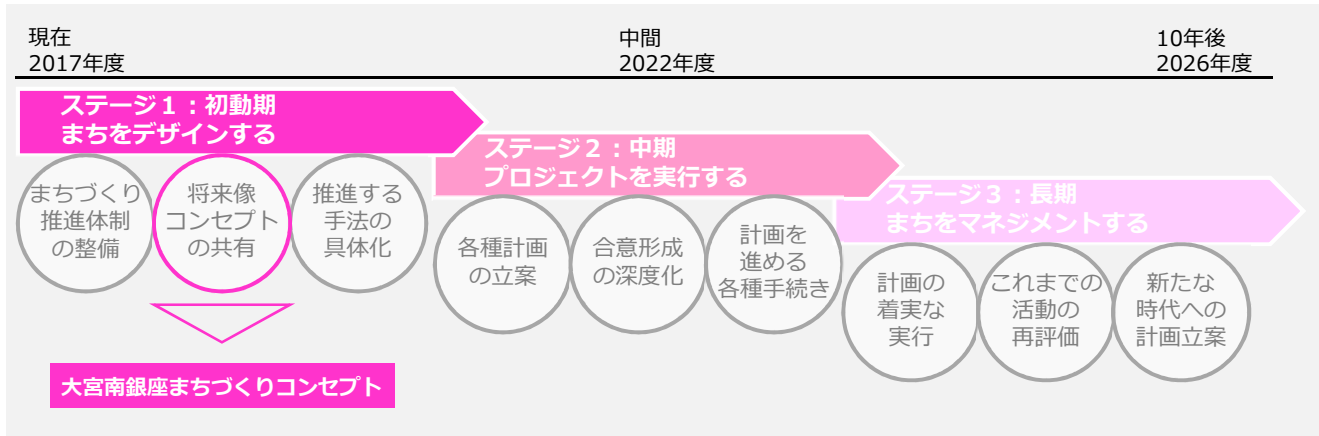 現在
2017年度
中間
2022年度
10年後
2026年度
ステージ１：初動期
まちをデザインする
まちづくり
推進体制
の整備
将来像
コンセプト
の共有
推進する
手法の
具体化
ステージ２：中期
プロジェクトを実行する
各種計画
の立案
合意形成
の深度化
計画を
進める
各種手続き
ステージ３：長期
まちをマネジメントする
計画の
着実な
実行
これまでの
活動の
再評価
新たな
時代への
計画立案
大宮南銀座まちづくりコンセプト